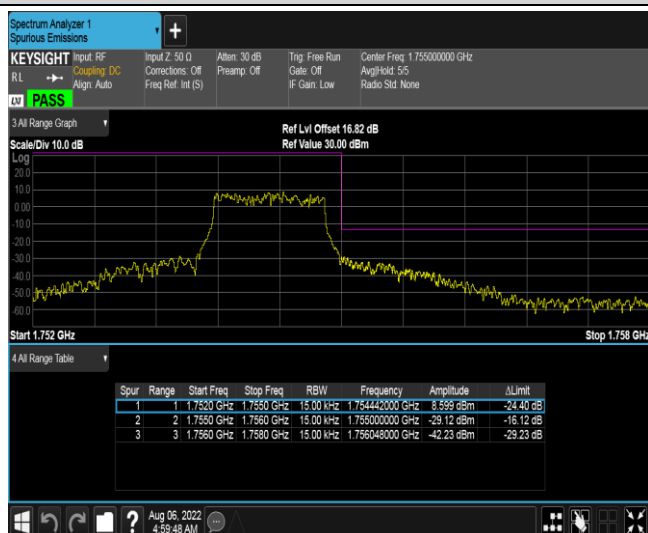 Spectrum Analyzer 1
Spurious Emissions
+
KEYSIGHT Input: RF Input Z: 50 Ω Atten: 30 dB Trig: Free Run Center Freq: 1.755000000 GHz
RL Coupling: DC Corrections: Off Preamp: Off Gate: Off Avg|Hold: 5/5
Align: Auto Freq Ref: Int (S) IF Gain: Low Radio Std: None
LXI PASS
3 All Range Graph
Ref Lvl Offset 16.82 dB
Scale/Div 10.0 dB Ref Value 30.00 dBm
Log
20.0
10.0
0.00
-10.0
-20.0
-30.0
-40.0
-50.0
-60.0
Start 1.752 GHz Stop 1.758 GHz
4 All Range Table
Spur Range Start Freq Stop Freq RBW Frequency Amplitude ΔLimit
1 1 1.7520 GHz 1.7550 GHz 15.00 kHz 1.754442000 GHz 8.599 dBm -24.40 dB
2 2 1.7550 GHz 1.7560 GHz 15.00 kHz 1.755000000 GHz -29.12 dBm -16.12 dB
3 3 1.7560 GHz 1.7580 GHz 15.00 kHz 1.756048000 GHz -42.23 dBm -29.23 dB
? Aug 06, 2022
4:59:48 AM